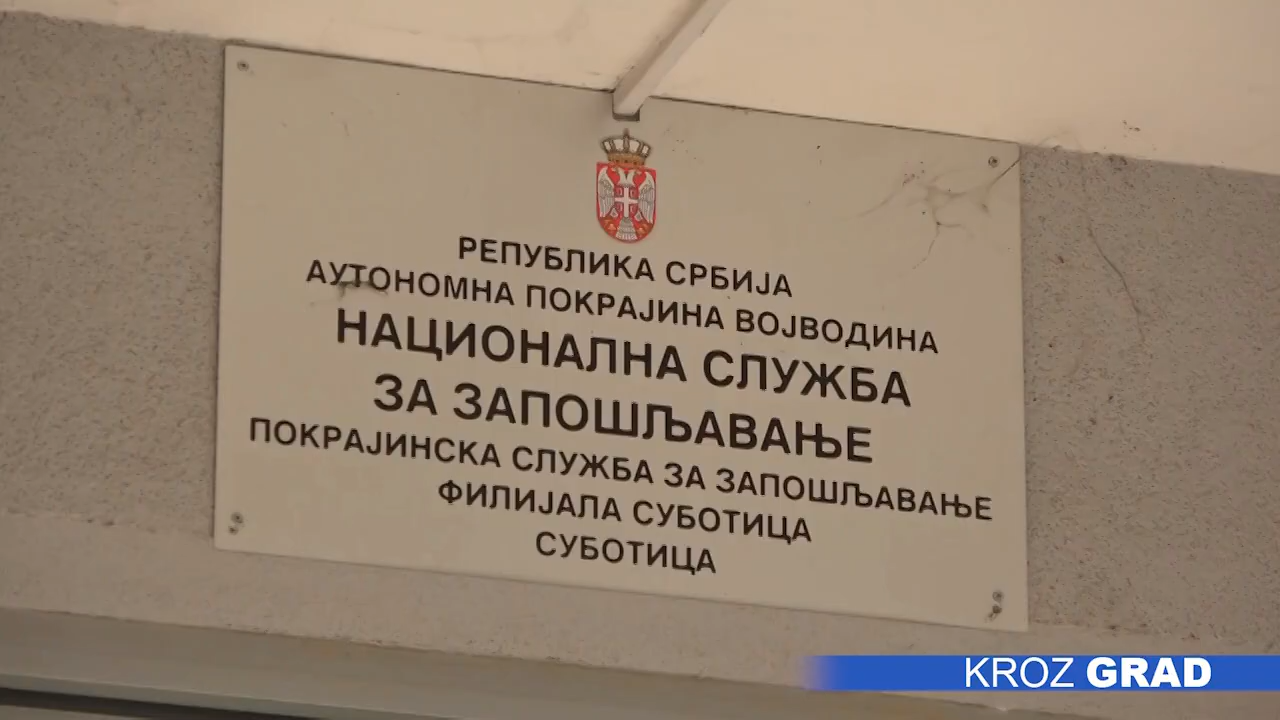 РЕПУБЛИКА СРБИЈА
АУТОНОМНА ПОКРАЈИНА ВОЈВОДИНА
НАЦИОНАЛНА СЛУЖБА
ЗА ЗАПОШЉАВАЊЕ
ПОКРАЈИНСКА СЛУЖБА ЗА ЗАПОШЉАВАЊЕ
ФИЛИЈАЛА СУБОТИЦА
СУБОТИЦА
KROZ GRAD